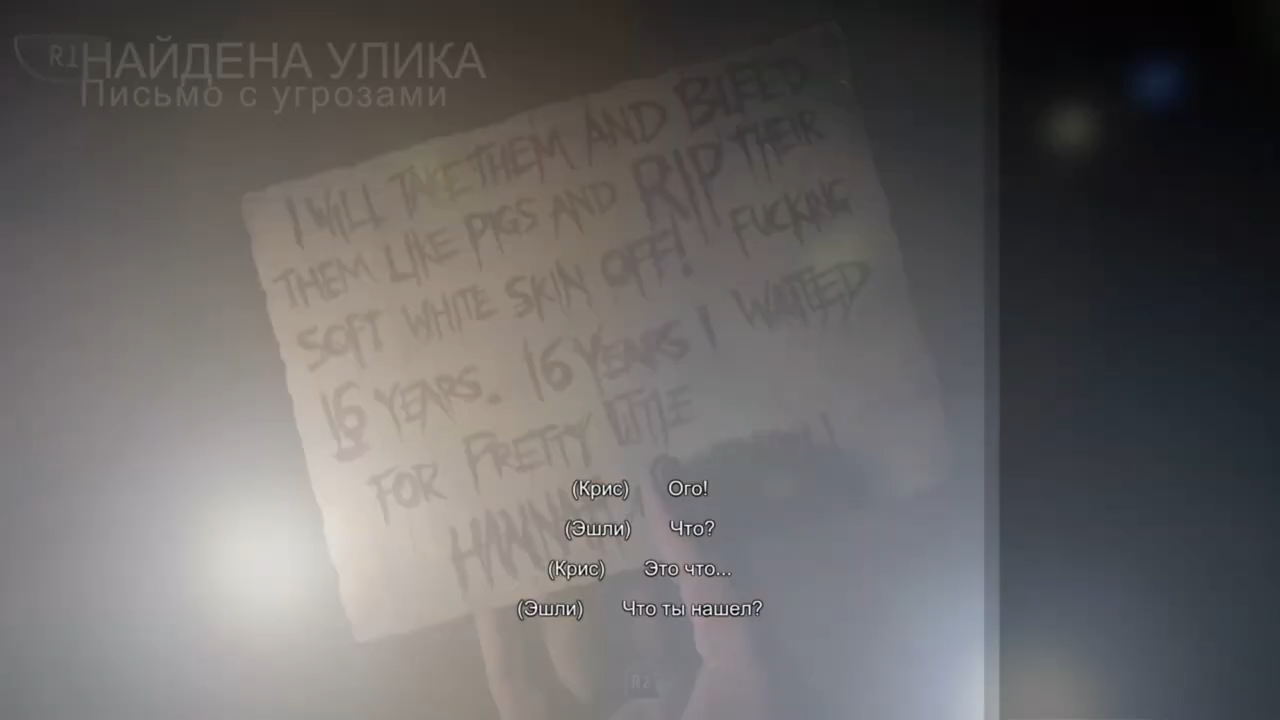 R1 НАЙДЕНА УЛИКА
Письмо с угрозами
I WILL TAKE THEM AND BLEED
THEM LIKE PIGS AND RIP THEIR
SOFT WHITE SKIN OFF! FUCKING
16 YEARS. 16 YEARS I WAITED
FOR PRETTY LITTLE
(Крис) Ого!
(Эшли) Что?
(Крис) Это что...
(Эшли) Что ты нашел?
R2